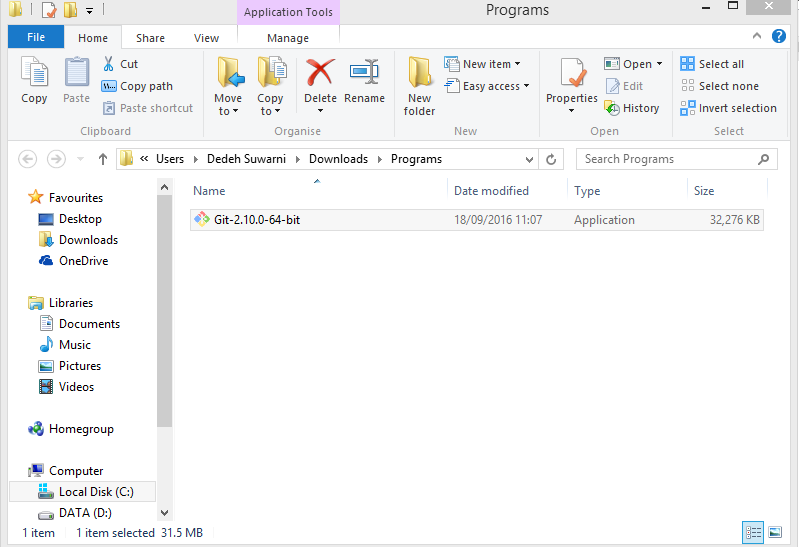 Application Tools
Programs
File
Home
Share
View
Manage
Copy
Paste
Cut
Copy path
Paste shortcut
Clipboard
Move to
Copy to
Delete
Rename
Organise
New folder
New item
Easy access
New
Properties
Open
Edit
History
Open
Select all
Select none
Invert selection
Select
« Users Dedeh Suwarni Downloads Programs
Search Programs
Name Date modified Type Size
Git-2.10.0-64-bit 18/09/2016 11:07 Application 32,276 KB
Favourites
Desktop
Downloads
OneDrive
Libraries
Documents
Music
Pictures
Videos
Homegroup
Computer
Local Disk (C:)
DATA (D:)
1 item 1 item selected 31.5 MB